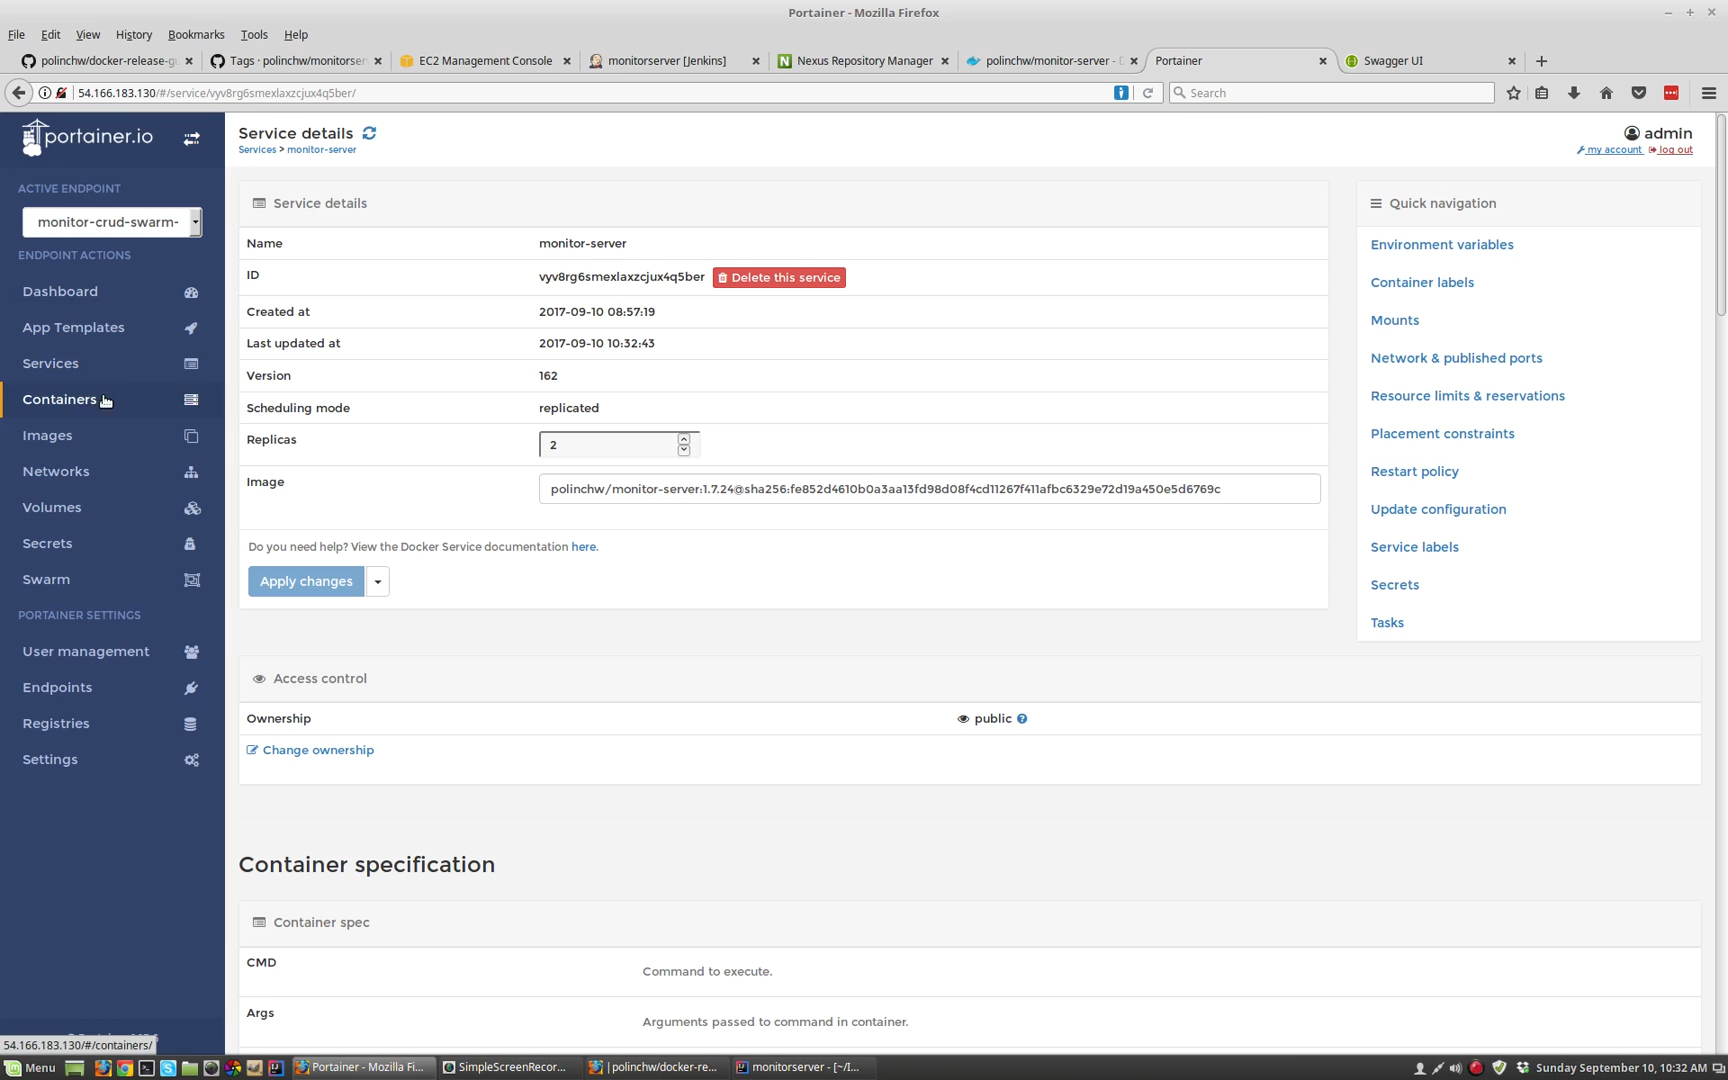 Portainer - Mozilla Firefox
File Edit View History Bookmarks Tools Help
polinchw/docker-release-g
Tags · polinchw/monitorser
EC2 Management Console
monitorserver [Jenkins]
Nexus Repository Manager
polinchw/monitor-server - D
Portainer
Swagger UI
54.166.183.130/#/service/vyv8rg6smexlaxzcjux4q5ber/
Search
portainer.io
ACTIVE ENDPOINT
monitor-crud-swarm-
ENDPOINT ACTIONS
Dashboard
App Templates
Services
Containers
Images
Networks
Volumes
Secrets
Swarm
PORTAINER SETTINGS
User management
Endpoints
Registries
Settings
54.166.183.130/#/containers/
Service details
Services > monitor-server
admin
my account log out
Service details
Name monitor-server
ID vyv8rg6smexlaxzcjux4q5ber Delete this service
Created at 2017-09-10 08:57:19
Last updated at 2017-09-10 10:32:43
Version 162
Scheduling mode replicated
Replicas 2
Image polinchw/monitor-server:1.7.24@sha256:fe852d4610b0a3aa13fd98d08f4cd11267f411afbc6329e72d19a450e5d6769c
Do you need help? View the Docker Service documentation here.
Apply changes
Quick navigation
Environment variables
Container labels
Mounts
Network & published ports
Resource limits & reservations
Placement constraints
Restart policy
Update configuration
Service labels
Secrets
Tasks
Access control
Ownership public
Change ownership
Container specification
Container spec
CMD Command to execute.
Args Arguments passed to command in container.
Menu
Portainer - Mozilla Fi...
SimpleScreenRecor...
polinchw/docker-re...
monitorserver - [~/I...
Sunday September 10, 10:32 AM